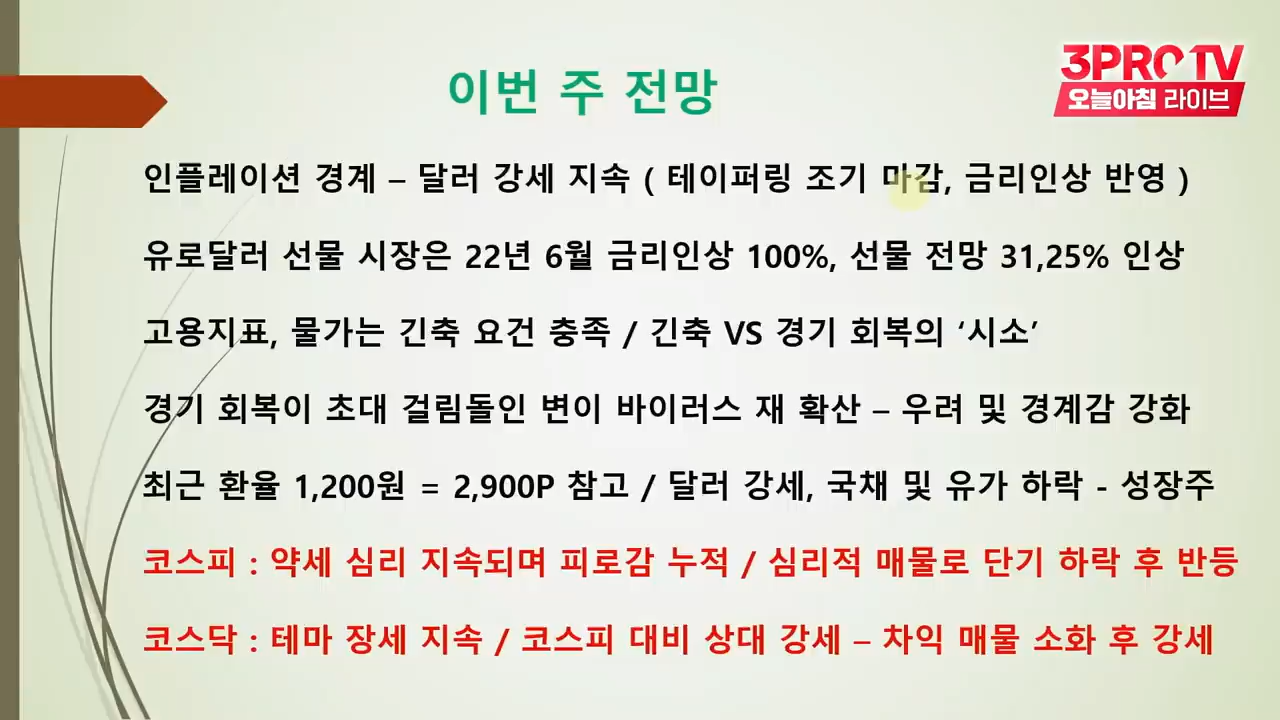 이번 주 전망
3PRO TV
오늘아침 라이브
인플레이션 경계 – 달러 강세 지속 ( 테이퍼링 조기 마감, 금리인상 반영 )
유로달러 선물 시장은 22년 6월 금리인상 100%, 선물 전망 31,25% 인상
고용지표, 물가는 긴축 요건 충족 / 긴축 VS 경기 회복의 ‘시소’
경기 회복이 초대 걸림돌인 변이 바이러스 재 확산 – 우려 및 경계감 강화
최근 환율 1,200원 = 2,900P 참고 / 달러 강세, 국채 및 유가 하락 - 성장주
코스피 : 약세 심리 지속되며 피로감 누적 / 심리적 매물로 단기 하락 후 반등
코스닥 : 테마 장세 지속 / 코스피 대비 상대 강세 – 차익 매물 소화 후 강세